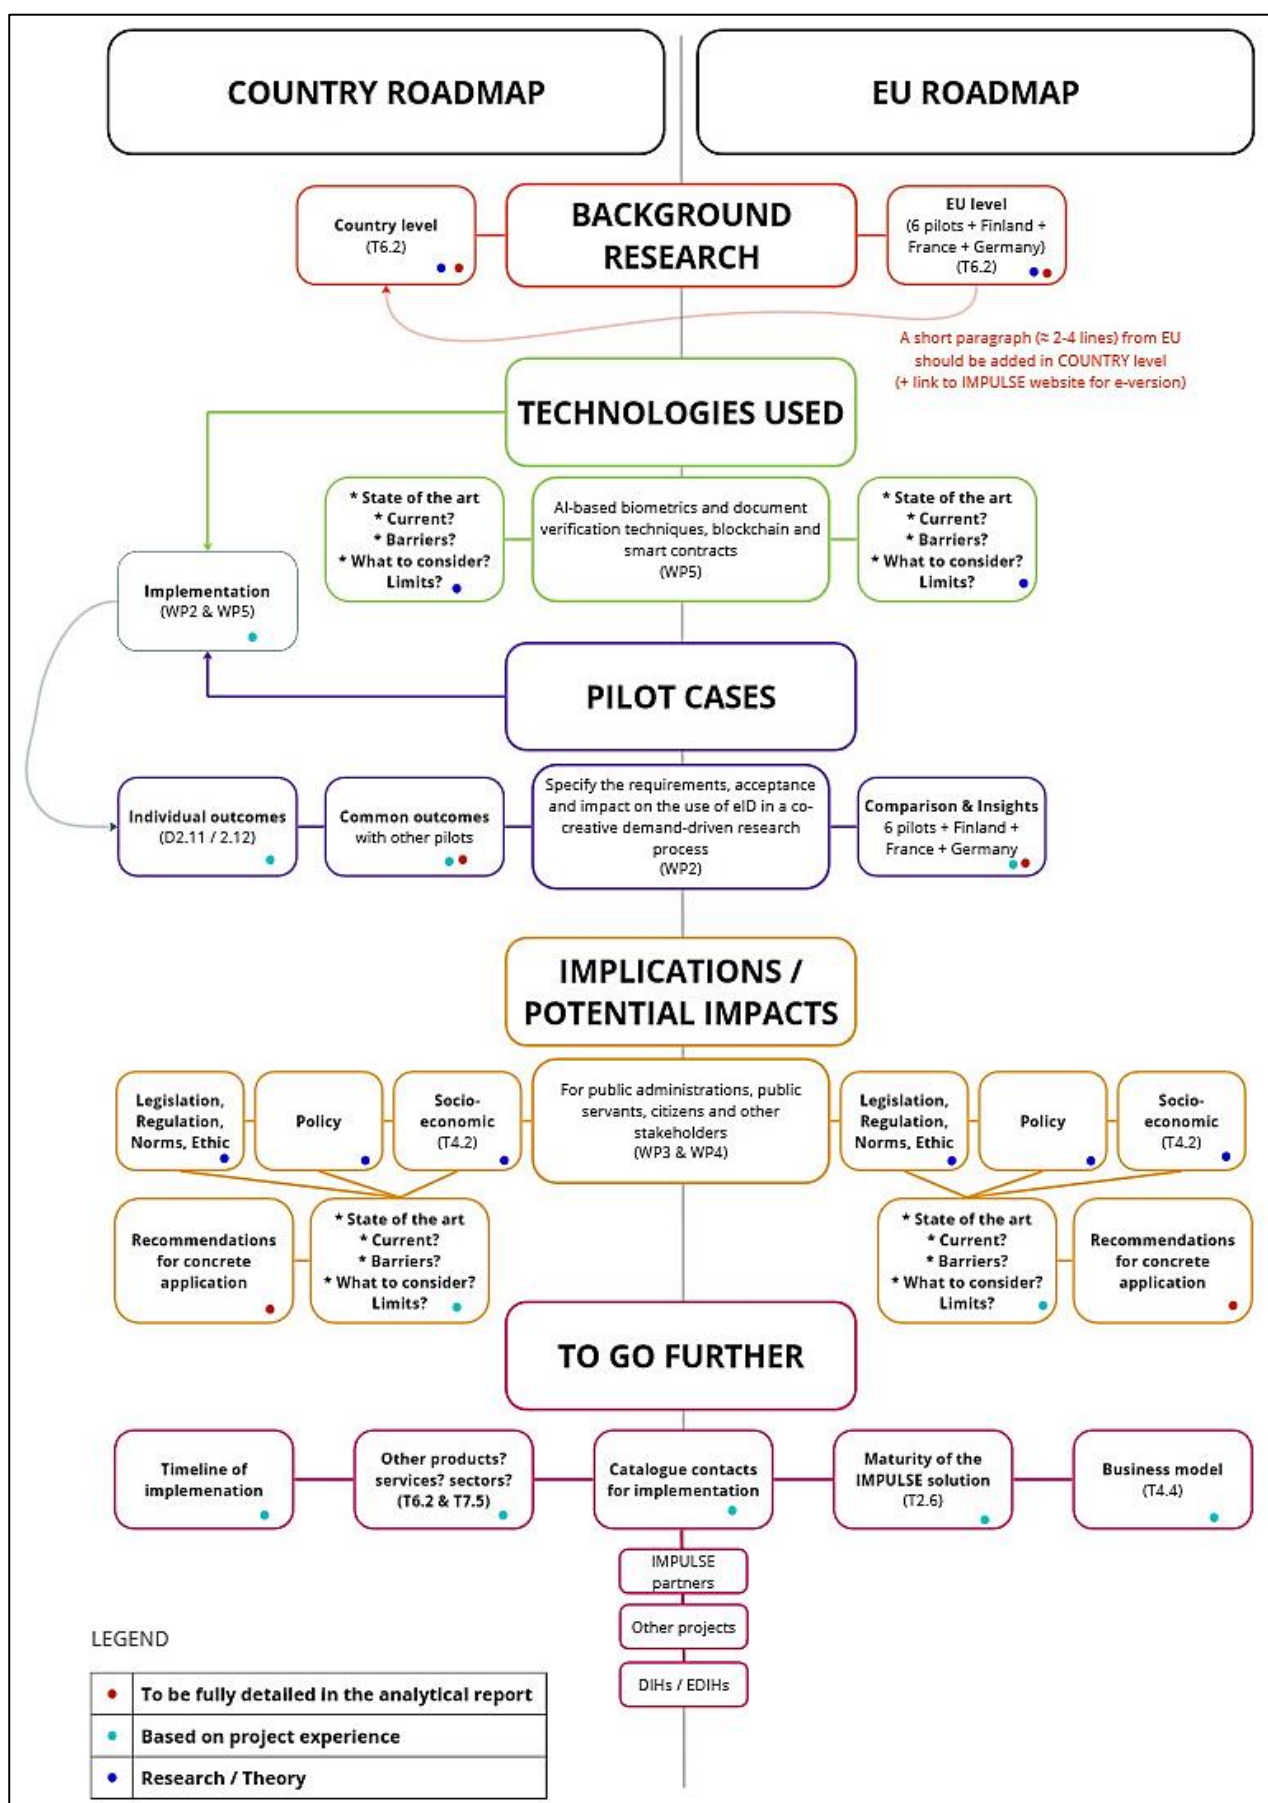 COUNTRY ROADMAP
EU ROADMAP
Country level
(T6.2)
BACKGROUND
RESEARCH
EU level
(6 pilots + Finland +
France + Germany)
(T6.2)
A short paragraph (≈ 2-4 lines) from EU
should be added in COUNTRY level
(+ link to IMPULSE website for e-version)
TECHNOLOGIES USED
* State of the art
* Current?
* Barriers?
* What to consider?
Limits?
AI-based biometrics and document
verification techniques, blockchain and
smart contracts
(WP5)
* State of the art
* Current?
* Barriers?
* What to consider?
Limits?
Implementation
(WP2 & WP5)
PILOT CASES
Individual outcomes
(D2.11 / 2.12)
Common outcomes
with other pilots
Specify the requirements, acceptance
and impact on the use of eID in a co-
creative demand-driven research
process
(WP2)
Comparison & Insights
6 pilots + Finland +
France + Germany
IMPLICATIONS /
POTENTIAL IMPACTS
Legislation,
Regulation,
Norms, Ethic
Policy
Socio-
economic
(T4.2)
For public administrations, public
servants, citizens and other
stakeholders
(WP3 & WP4)
Legislation,
Regulation,
Norms, Ethic
Policy
Socio-
economic
(T4.2)
Recommendations
for concrete
application
* State of the art
* Current?
* Barriers?
* What to consider?
Limits?
* State of the art
* Current?
* Barriers?
* What to consider?
Limits?
Recommendations
for concrete
application
TO GO FURTHER
Timeline of
implemenation
Other products?
services? sectors?
(T6.2 & T7.5)
Catalogue contacts
for implementation
Maturity of the
IMPULSE solution
(T2.6)
Business model
(T4.4)
IMPULSE
partners
Other projects
DIHs / EDIHs
LEGEND
To be fully detailed in the analytical report
Based on project experience
Research / Theory